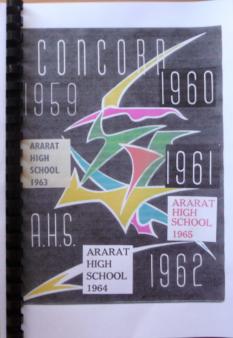 CONCORD
1959
1960
ARARAT
HIGH
SCHOOL
1963
1961
ARARAT
HIGH
SCHOOL
1965
A.H.S.
ARARAT
HIGH
SCHOOL
1964
1962